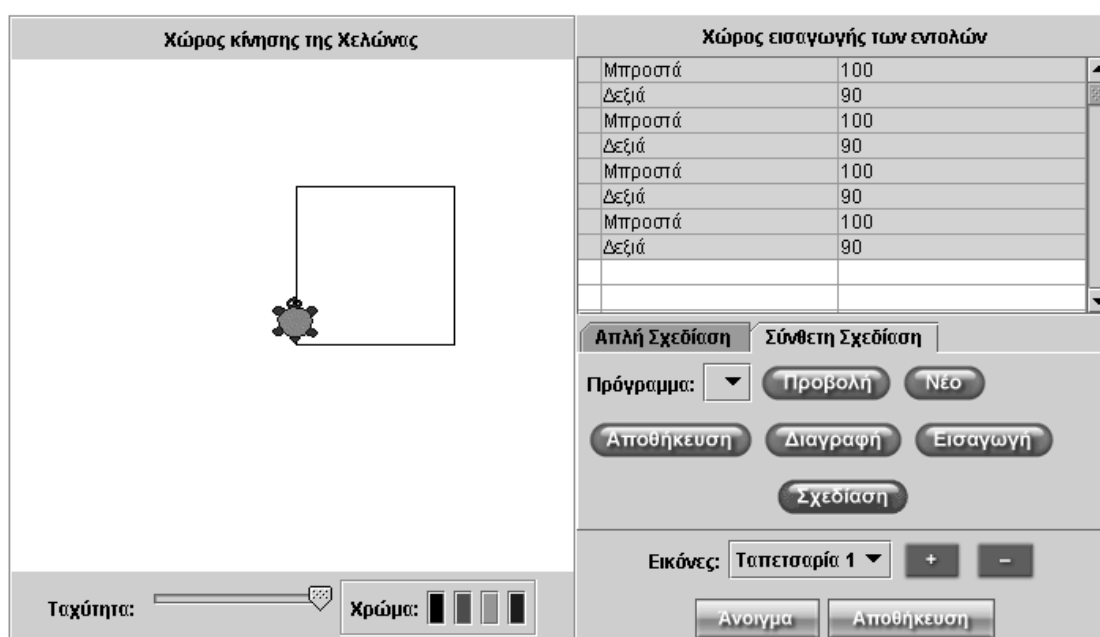 Χώρος κίνησης της Χελώνας
Χώρος εισαγωγής των εντολών
Μπροστά 100
Δεξιά 90
Μπροστά 100
Δεξιά 90
Μπροστά 100
Δεξιά 90
Μπροστά 100
Δεξιά 90
Απλή Σχεδίαση Σύνθετη Σχεδίαση
Πρόγραμμα: Προβολή Νέο
Αποθήκευση Διαγραφή Εισαγωγή
Σχεδίαση
Εικόνες: Ταπετσαρία 1 + -
Ταχύτητα: Χρώμα:
Άνοιγμα Αποθήκευση